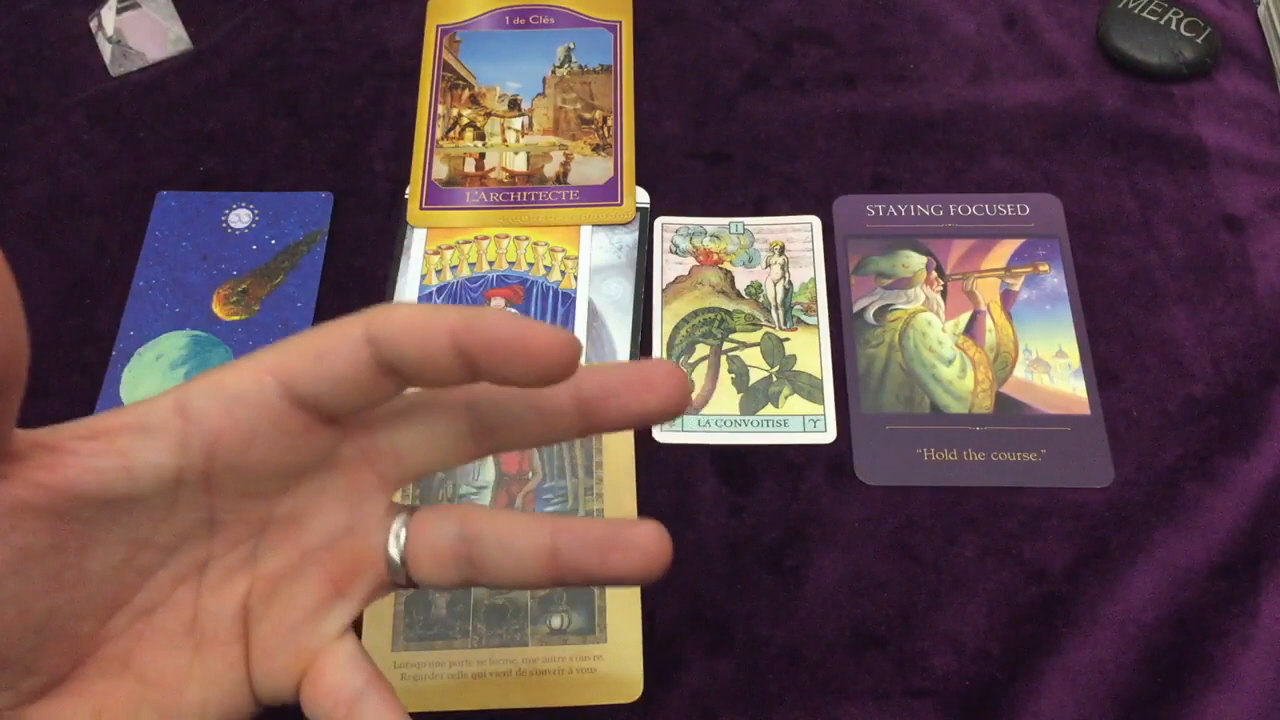 MERCI
1 de Clés
L'ARCHITECTE
STAYING FOCUSED
I
LA CONVOITISE
"Hold the course."
Lorsqu'une porte se ferme, une autre s'ouvre.
Regardez celle qui vient de s'ouvrir à vous